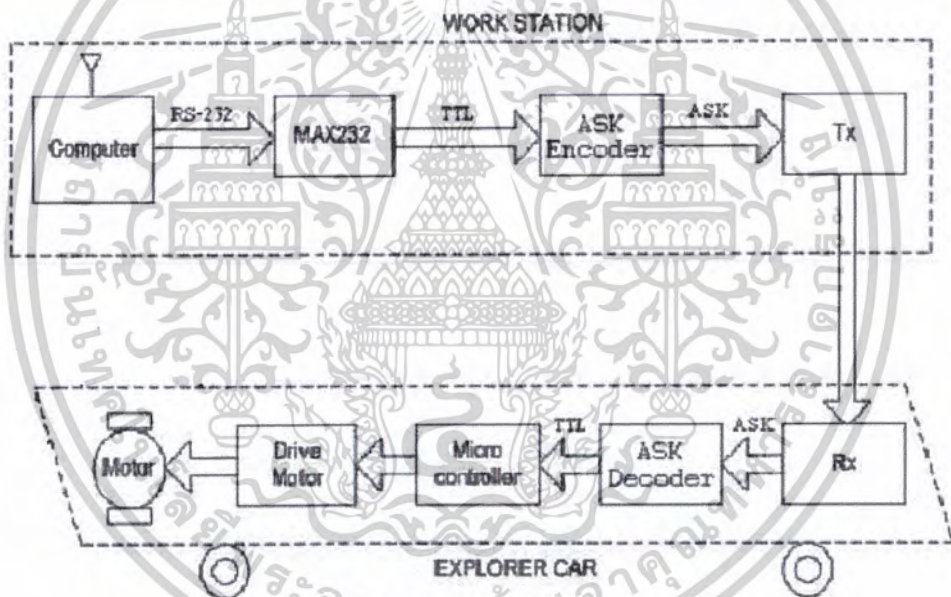 WORK STATION
Computer
RS-232
MAX232
TTL
ASK
Encoder
ASK
Tx
Motor
Drive
Motor
Micro
controller
TTL
ASK
Decoder
ASK
Rx
EXPLORER CAR